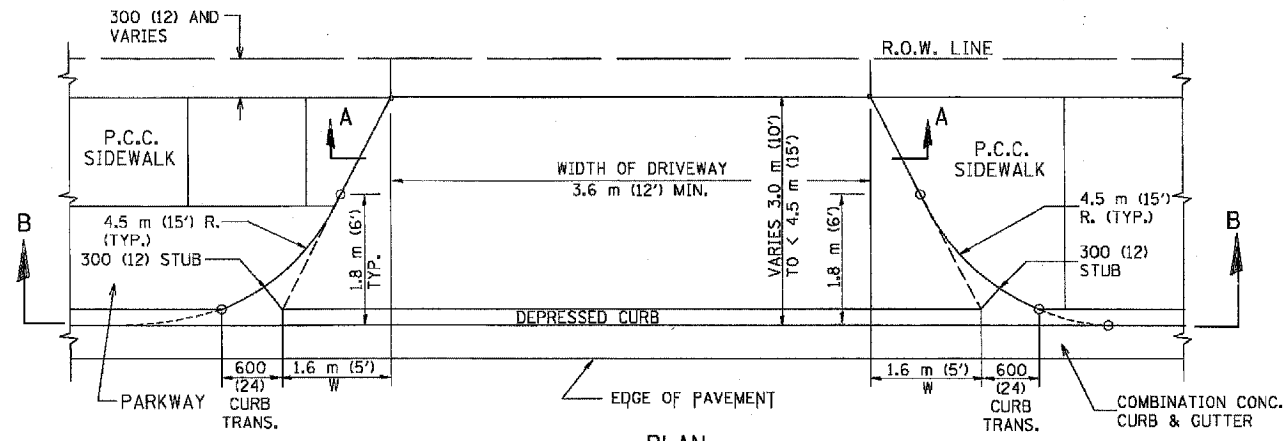 300 (12) AND
VARIES
R.O.W. LINE
P.C.C.
SIDEWALK
A
A
P.C.C.
SIDEWALK
WIDTH OF DRIVEWAY
3.6 m (12') MIN.
VARIES 3.0 m (10')
TO < 4.5 m (15')
B
B
4.5 m (15') R.
(TYP.)
300 (12) STUB
1.8 m (6')
TYP.
1.8 m (6')
4.5 m (15')
R. (TYP.)
300 (12)
STUB
DEPRESSED CURB
600
(24)
CURB
TRANS.
1.6 m (5')
W
1.6 m (5')
W
600
(24)
CURB
TRANS.
PARKWAY
EDGE OF PAVEMENT
COMBINATION CONC.
CURB & GUTTER
PLAN